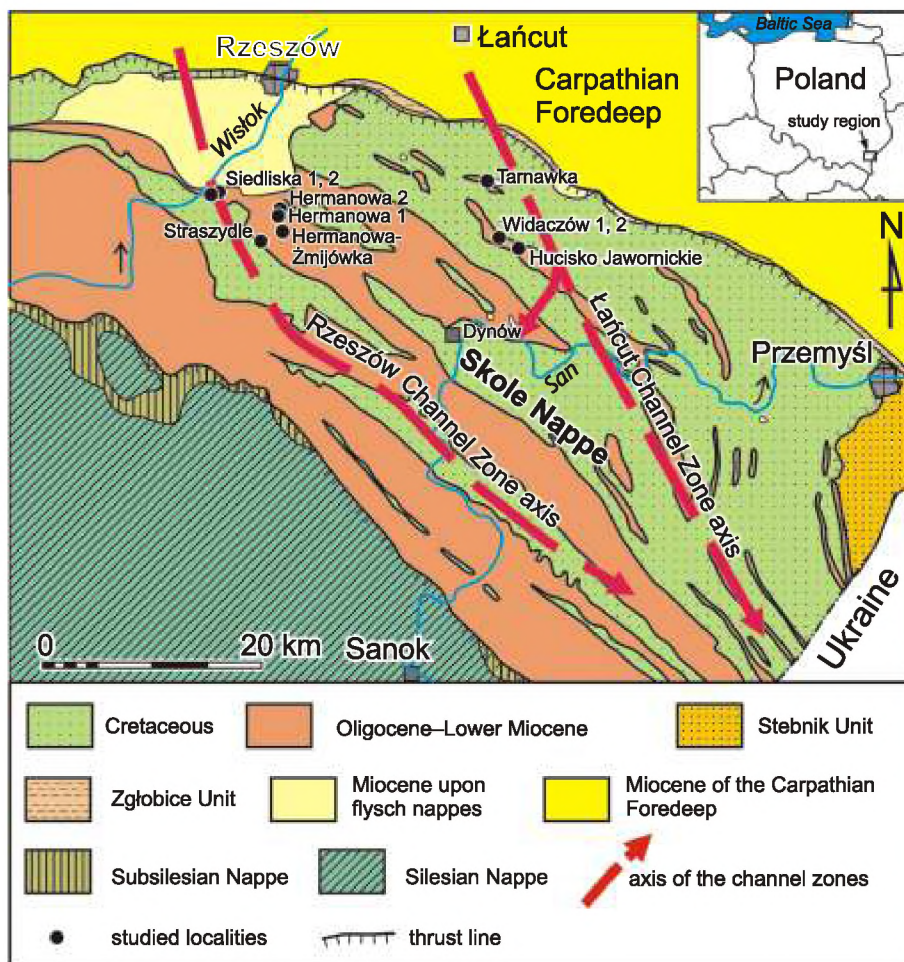 Rzeszów
Łańcut
Carpathian
Foredeep
Baltic Sea
Poland
study region
Wisłok
Siedliska 1, 2
Hermanowa 2
Hermanowa 1
Hermanowa-
Żmijówka
Straszydle
Tarnawka
Widaczów 1, 2
Hucisko Jawornickie
N
Dynów
San
Przemyśl
Rzeszów Channel Zone axis
Skole Nappe
Łańcut Channel Zone axis
Ukraine
0 20 km
Sanok
Cretaceous
Oligocene–Lower Miocene
Stebnik Unit
Zgłobice Unit
Miocene upon
flysch nappes
Miocene of the Carpathian
Foredeep
Subsilesian Nappe
Silesian Nappe
axis of the channel zones
studied localities
thrust line